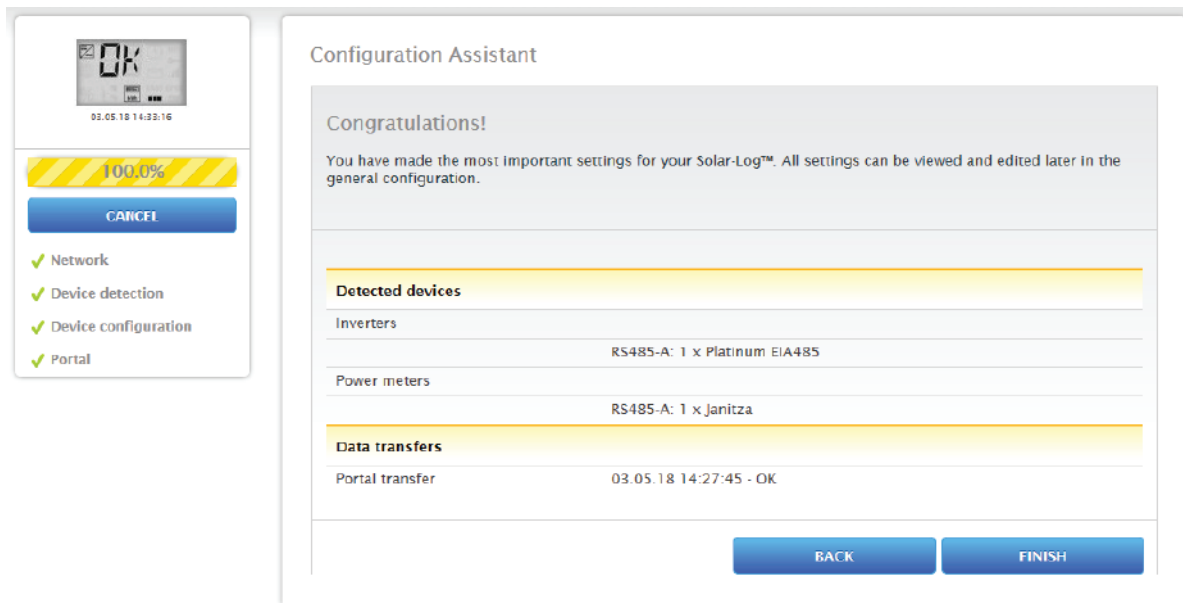 OK
03.05.18 14:33:16
100.0%
CANCEL
Network
Device detection
Device configuration
Portal
Configuration Assistant
Congratulations!
You have made the most important settings for your Solar-Log™. All settings can be viewed and edited later in the
general configuration.
Detected devices
Inverters
RS485-A: 1 x Platinum EIA485
Power meters
RS485-A: 1 x Janitza
Data transfers
Portal transfer 03.05.18 14:27:45 - OK
BACK FINISH